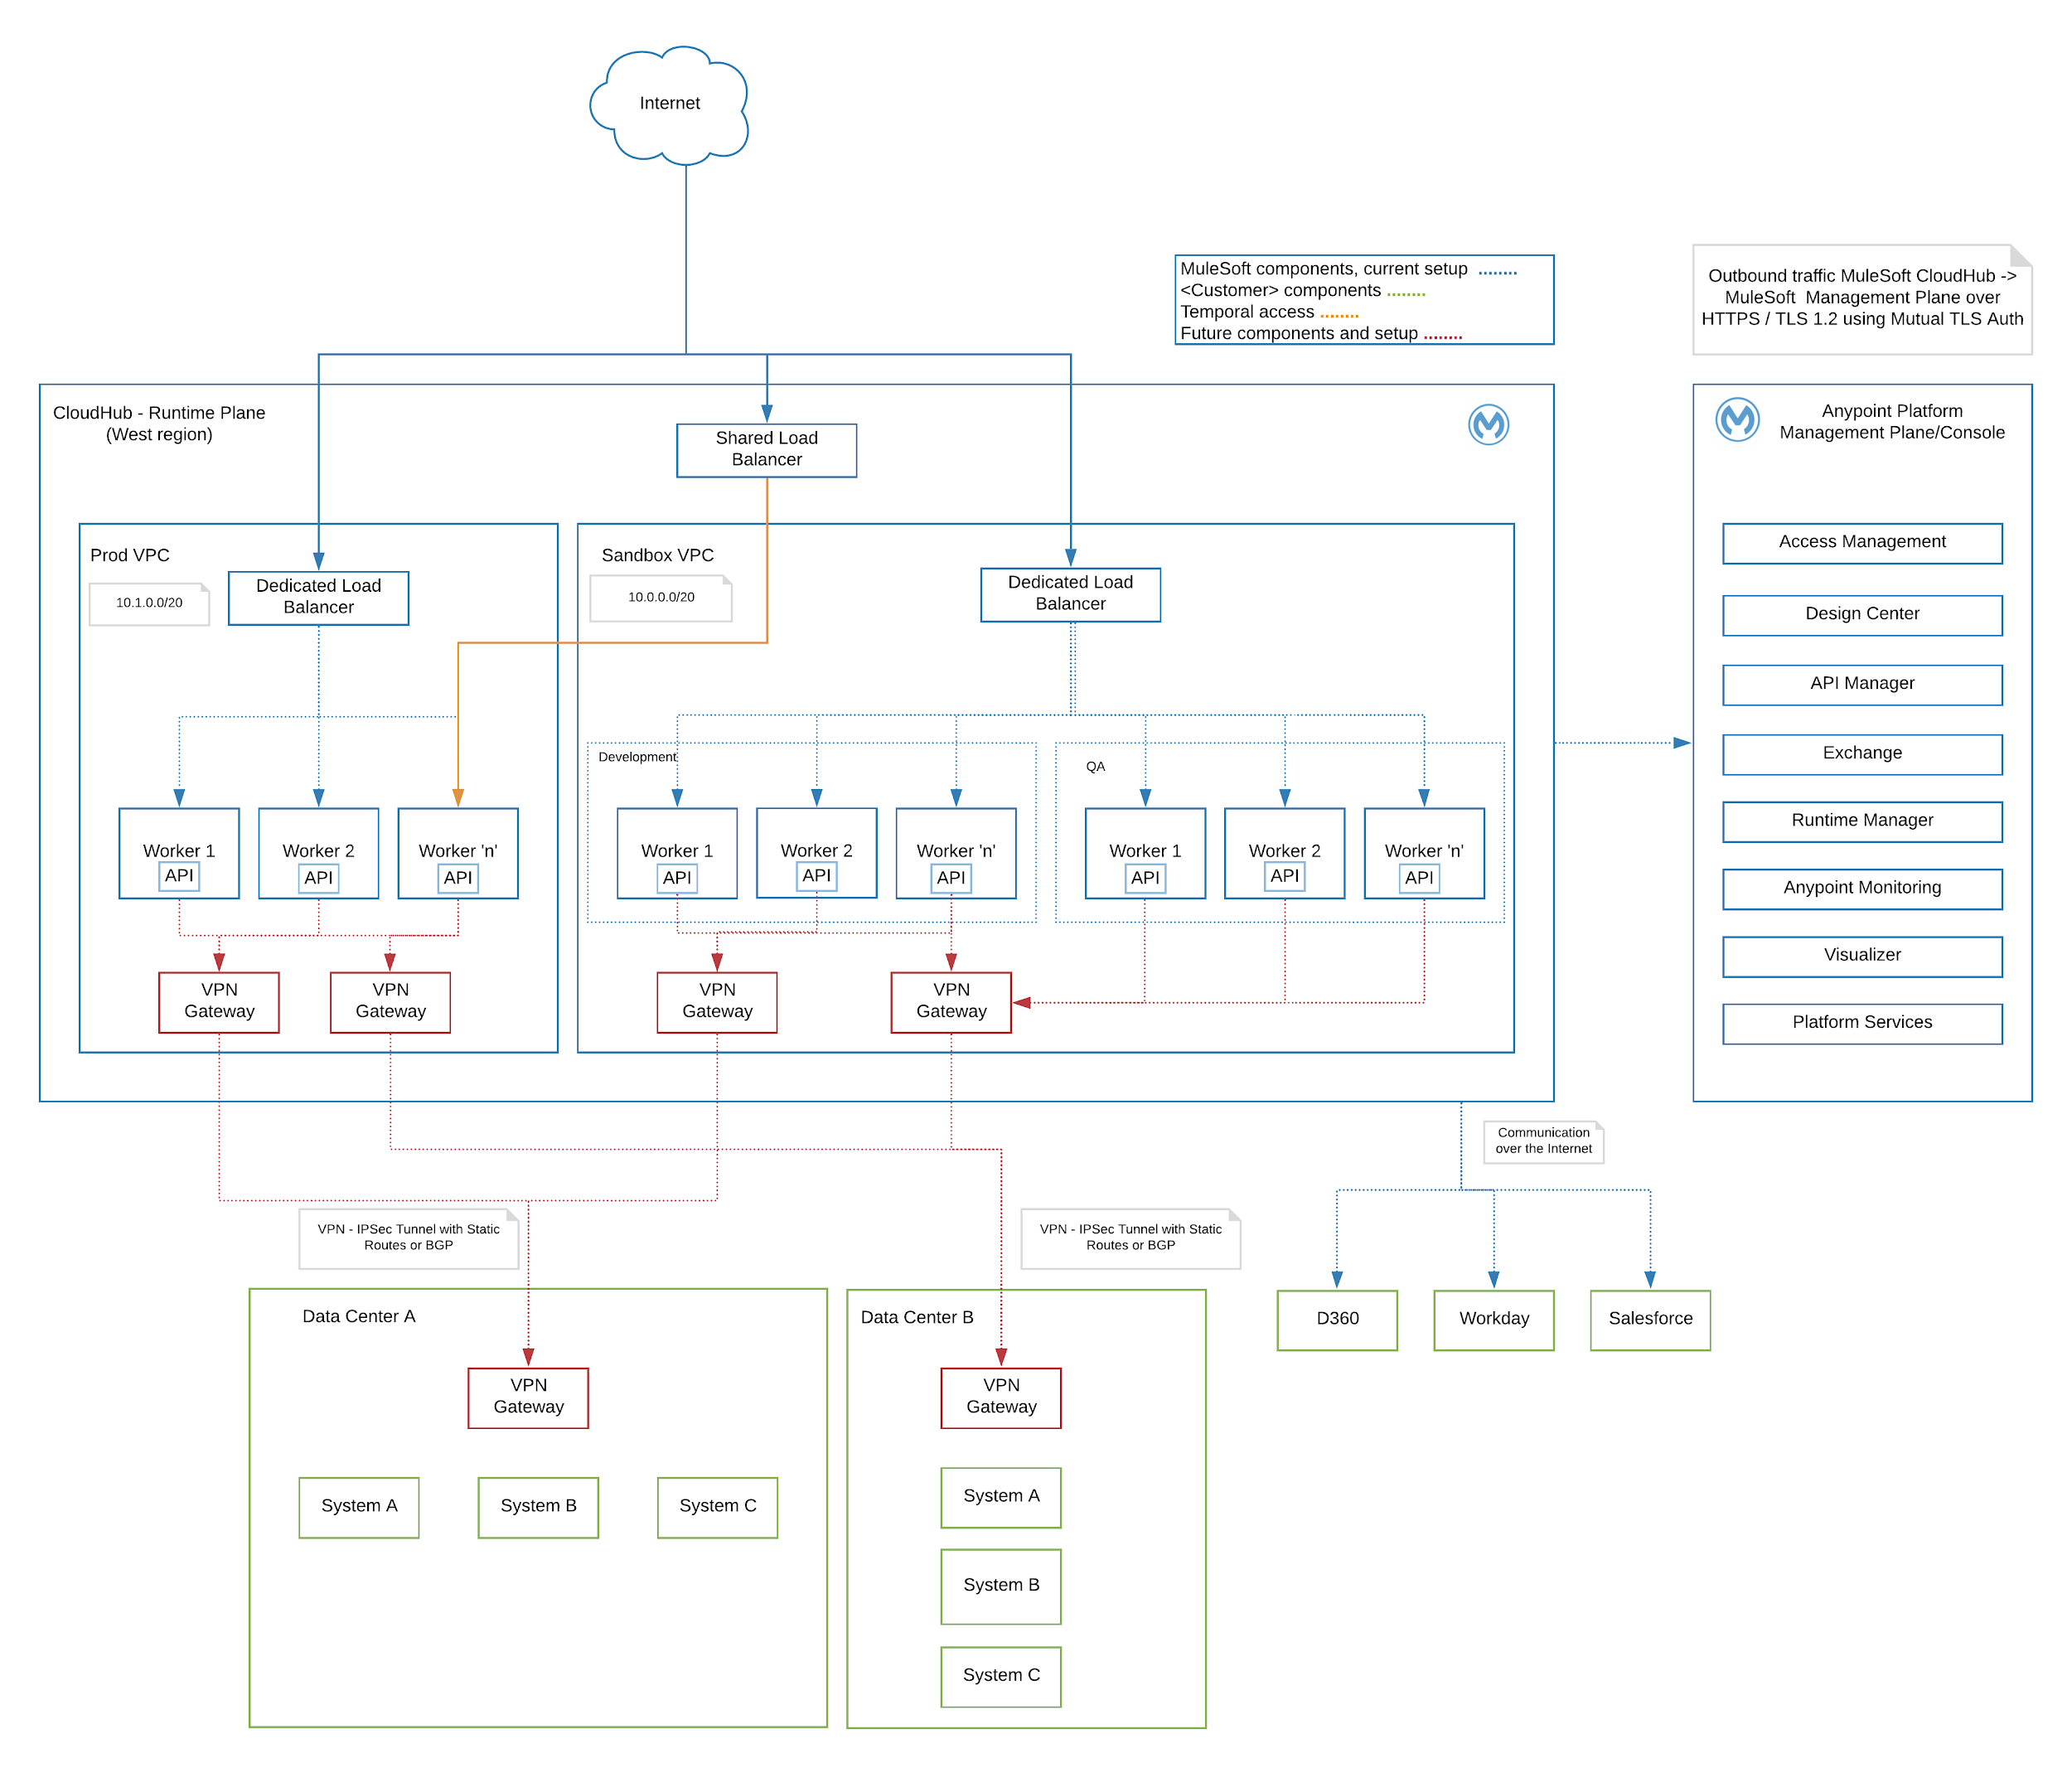 Internet
MuleSoft components, current setup ........
<Customer> components ........
Temporal access ........
Future components and setup ........
Outbound traffic MuleSoft CloudHub ->
MuleSoft Management Plane over
HTTPS / TLS 1.2 using Mutual TLS Auth
CloudHub - Runtime Plane
(West region)
Shared Load
Balancer
Anypoint Platform
Management Plane/Console
Prod VPC
10.1.0.0/20
Dedicated Load
Balancer
Sandbox VPC
10.0.0.0/20
Dedicated Load
Balancer
Access Management
Design Center
API Manager
Exchange
Runtime Manager
Anypoint Monitoring
Visualizer
Platform Services
Development
QA
Worker 1
API
Worker 2
API
Worker 'n'
API
Worker 1
API
Worker 2
API
Worker 'n'
API
Worker 1
API
Worker 2
API
Worker 'n'
API
VPN
Gateway
VPN
Gateway
VPN
Gateway
VPN
Gateway
Communication
over the Internet
VPN - IPSec Tunnel with Static
Routes or BGP
VPN - IPSec Tunnel with Static
Routes or BGP
Data Center A
VPN
Gateway
System A
System B
System C
Data Center B
VPN
Gateway
System A
System B
System C
D360
Workday
Salesforce